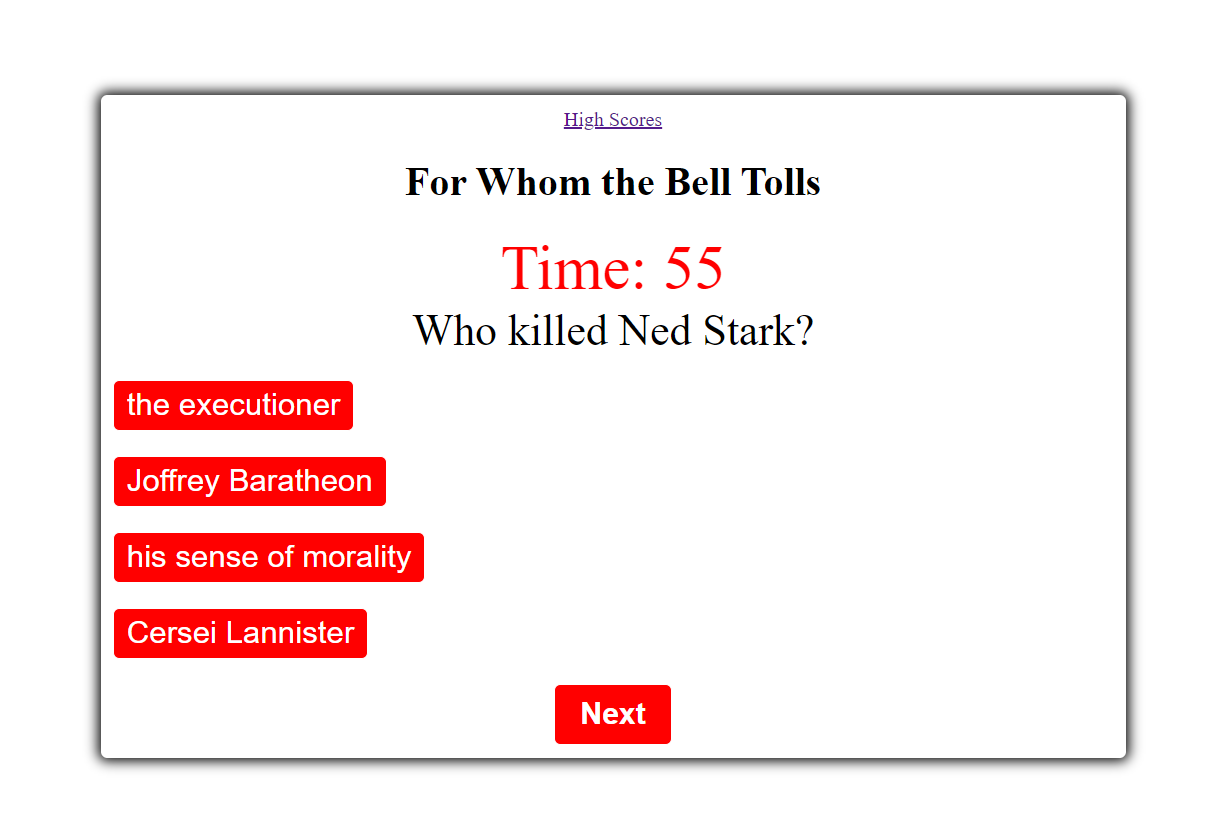 High Scores
For Whom the Bell Tolls
Time: 55
Who killed Ned Stark?
the executioner
Joffrey Baratheon
his sense of morality
Cersei Lannister
Next